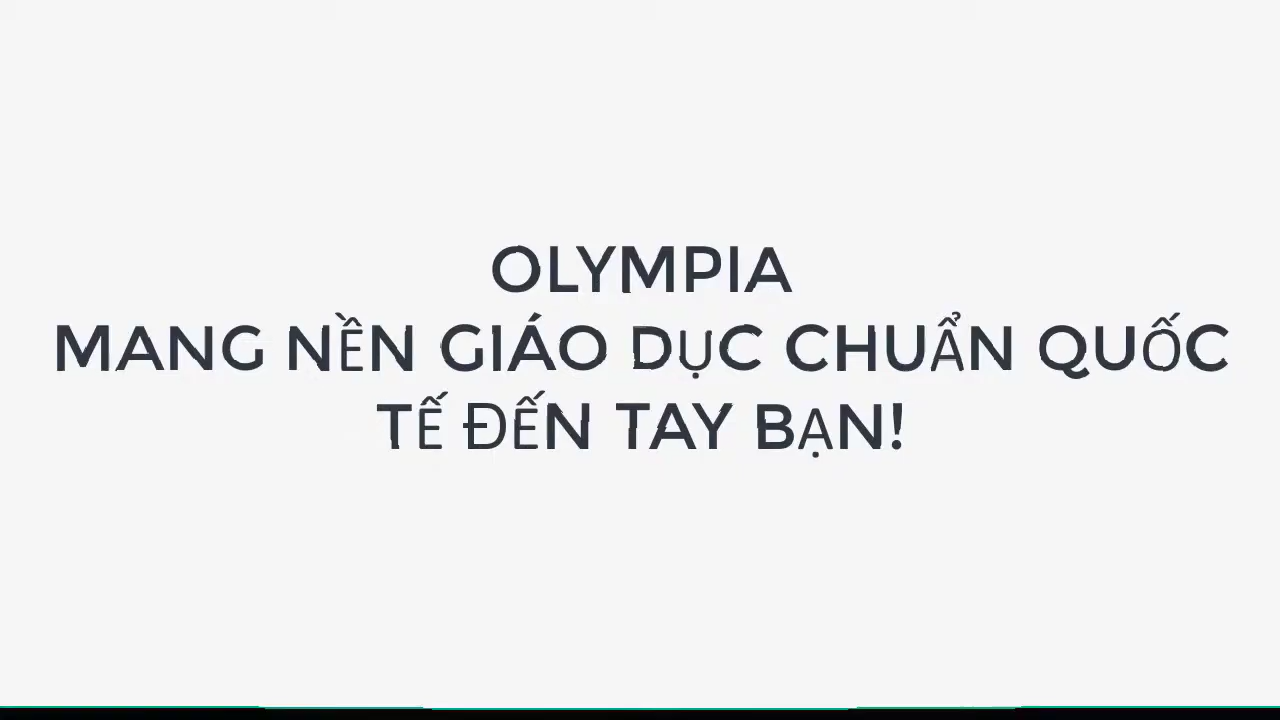 OLYMPIA
MANG NỀN GIÁO DỤC CHUẨN QUỐC
TẾ ĐẾN TAY BẠN!